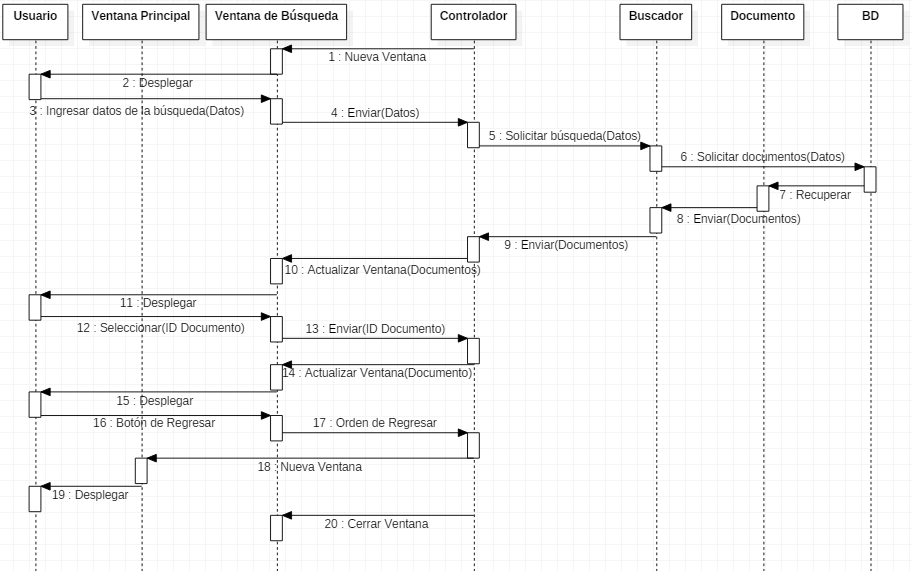 Usuario
Ventana Principal
Ventana de Búsqueda
Controlador
Buscador
Documento
BD
1 : Nueva Ventana
2 : Desplegar
3 : Ingresar datos de la búsqueda(Datos)
4 : Enviar(Datos)
5 : Solicitar búsqueda(Datos)
6 : Solicitar documentos(Datos)
7 : Recuperar
8 : Enviar(Documentos)
9 : Enviar(Documentos)
10 : Actualizar Ventana(Documentos)
11 : Desplegar
12 : Seleccionar(ID Documento)
13 : Enviar(ID Documento)
14 : Actualizar Ventana(Documento)
15 : Desplegar
16 : Botón de Regresar
17 : Orden de Regresar
18 : Nueva Ventana
19 : Desplegar
20 : Cerrar Ventana